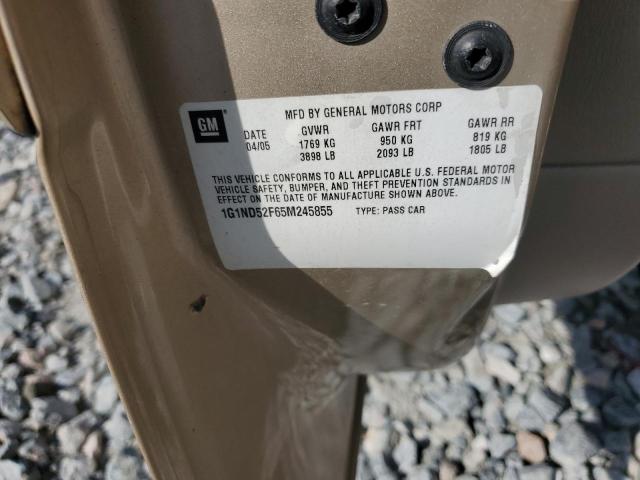 GM
MFD BY GENERAL MOTORS CORP
DATE GVWR GAWR FRT GAWR RR
04/05 1769 KG 950 KG 819 KG
3898 LB 2093 LB 1805 LB
THIS VEHICLE CONFORMS TO ALL APPLICABLE U.S. FEDERAL MOTOR
VEHICLE SAFETY, BUMPER, AND THEFT PREVENTION STANDARDS IN
EFFECT ON THE DATE OF MANUFACTURE SHOWN ABOVE.
1G1ND52F65M245855 TYPE: PASS CAR